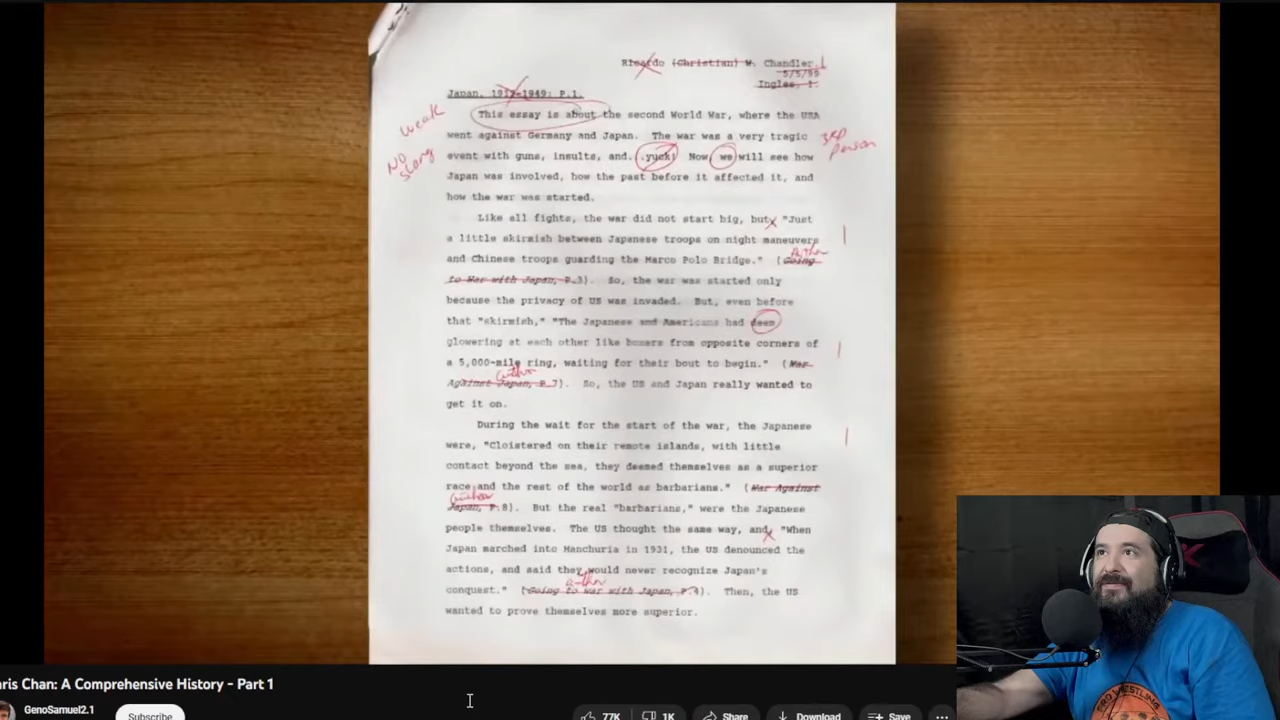 Ricardo (Christian) W. Chandler
5/5/99
Ingles, I.
Japan, 1812-1949: P.1.
weak
This essay is about the second World War, where the USA
went against Germany and Japan. The war was a very tragic
3RD
person
NO
slang
event with guns, insults, and. .yuck! Now, we will see how
Japan was involved, how the past before it affected it, and
how the war was started.
Like all fights, the war did not start big, but, "Just
a little skirmish between Japanese troops on night maneuvers
and Chinese troops guarding the Marco Polo Bridge." (Going
Author
to War with Japan, P.3). So, the war was started only
because the privacy of US was invaded. But, even before
that "skirmish," "The Japanese and Americans had deen
glowering at each other like boxers from opposite corners of
a 5,000-mile ring, waiting for their bout to begin." (War
author
Against Japan, P.7). So, the US and Japan really wanted to
get it on.
During the wait for the start of the war, the Japanese
were, "Cloistered on their remote islands, with little
contact beyond the sea, they deemed themselves as a superior
race and the rest of the world as barbarians." (War Against
author
Japan, P.8). But the real "barbarians," were the Japanese
people themselves. The US thought the same way, and, "When
Japan marched into Manchuria in 1931, the US denounced the
actions, and said they would never recognize Japan's
author
conquest." (Going to war with Japan, P.4). Then, the US
wanted to prove themselves more superior.
PRO WRESTLING
aris Chan: A Comprehensive History - Part 1
GenoSamuel2.1
Subscribe
77K
1K
Share
Download
Save